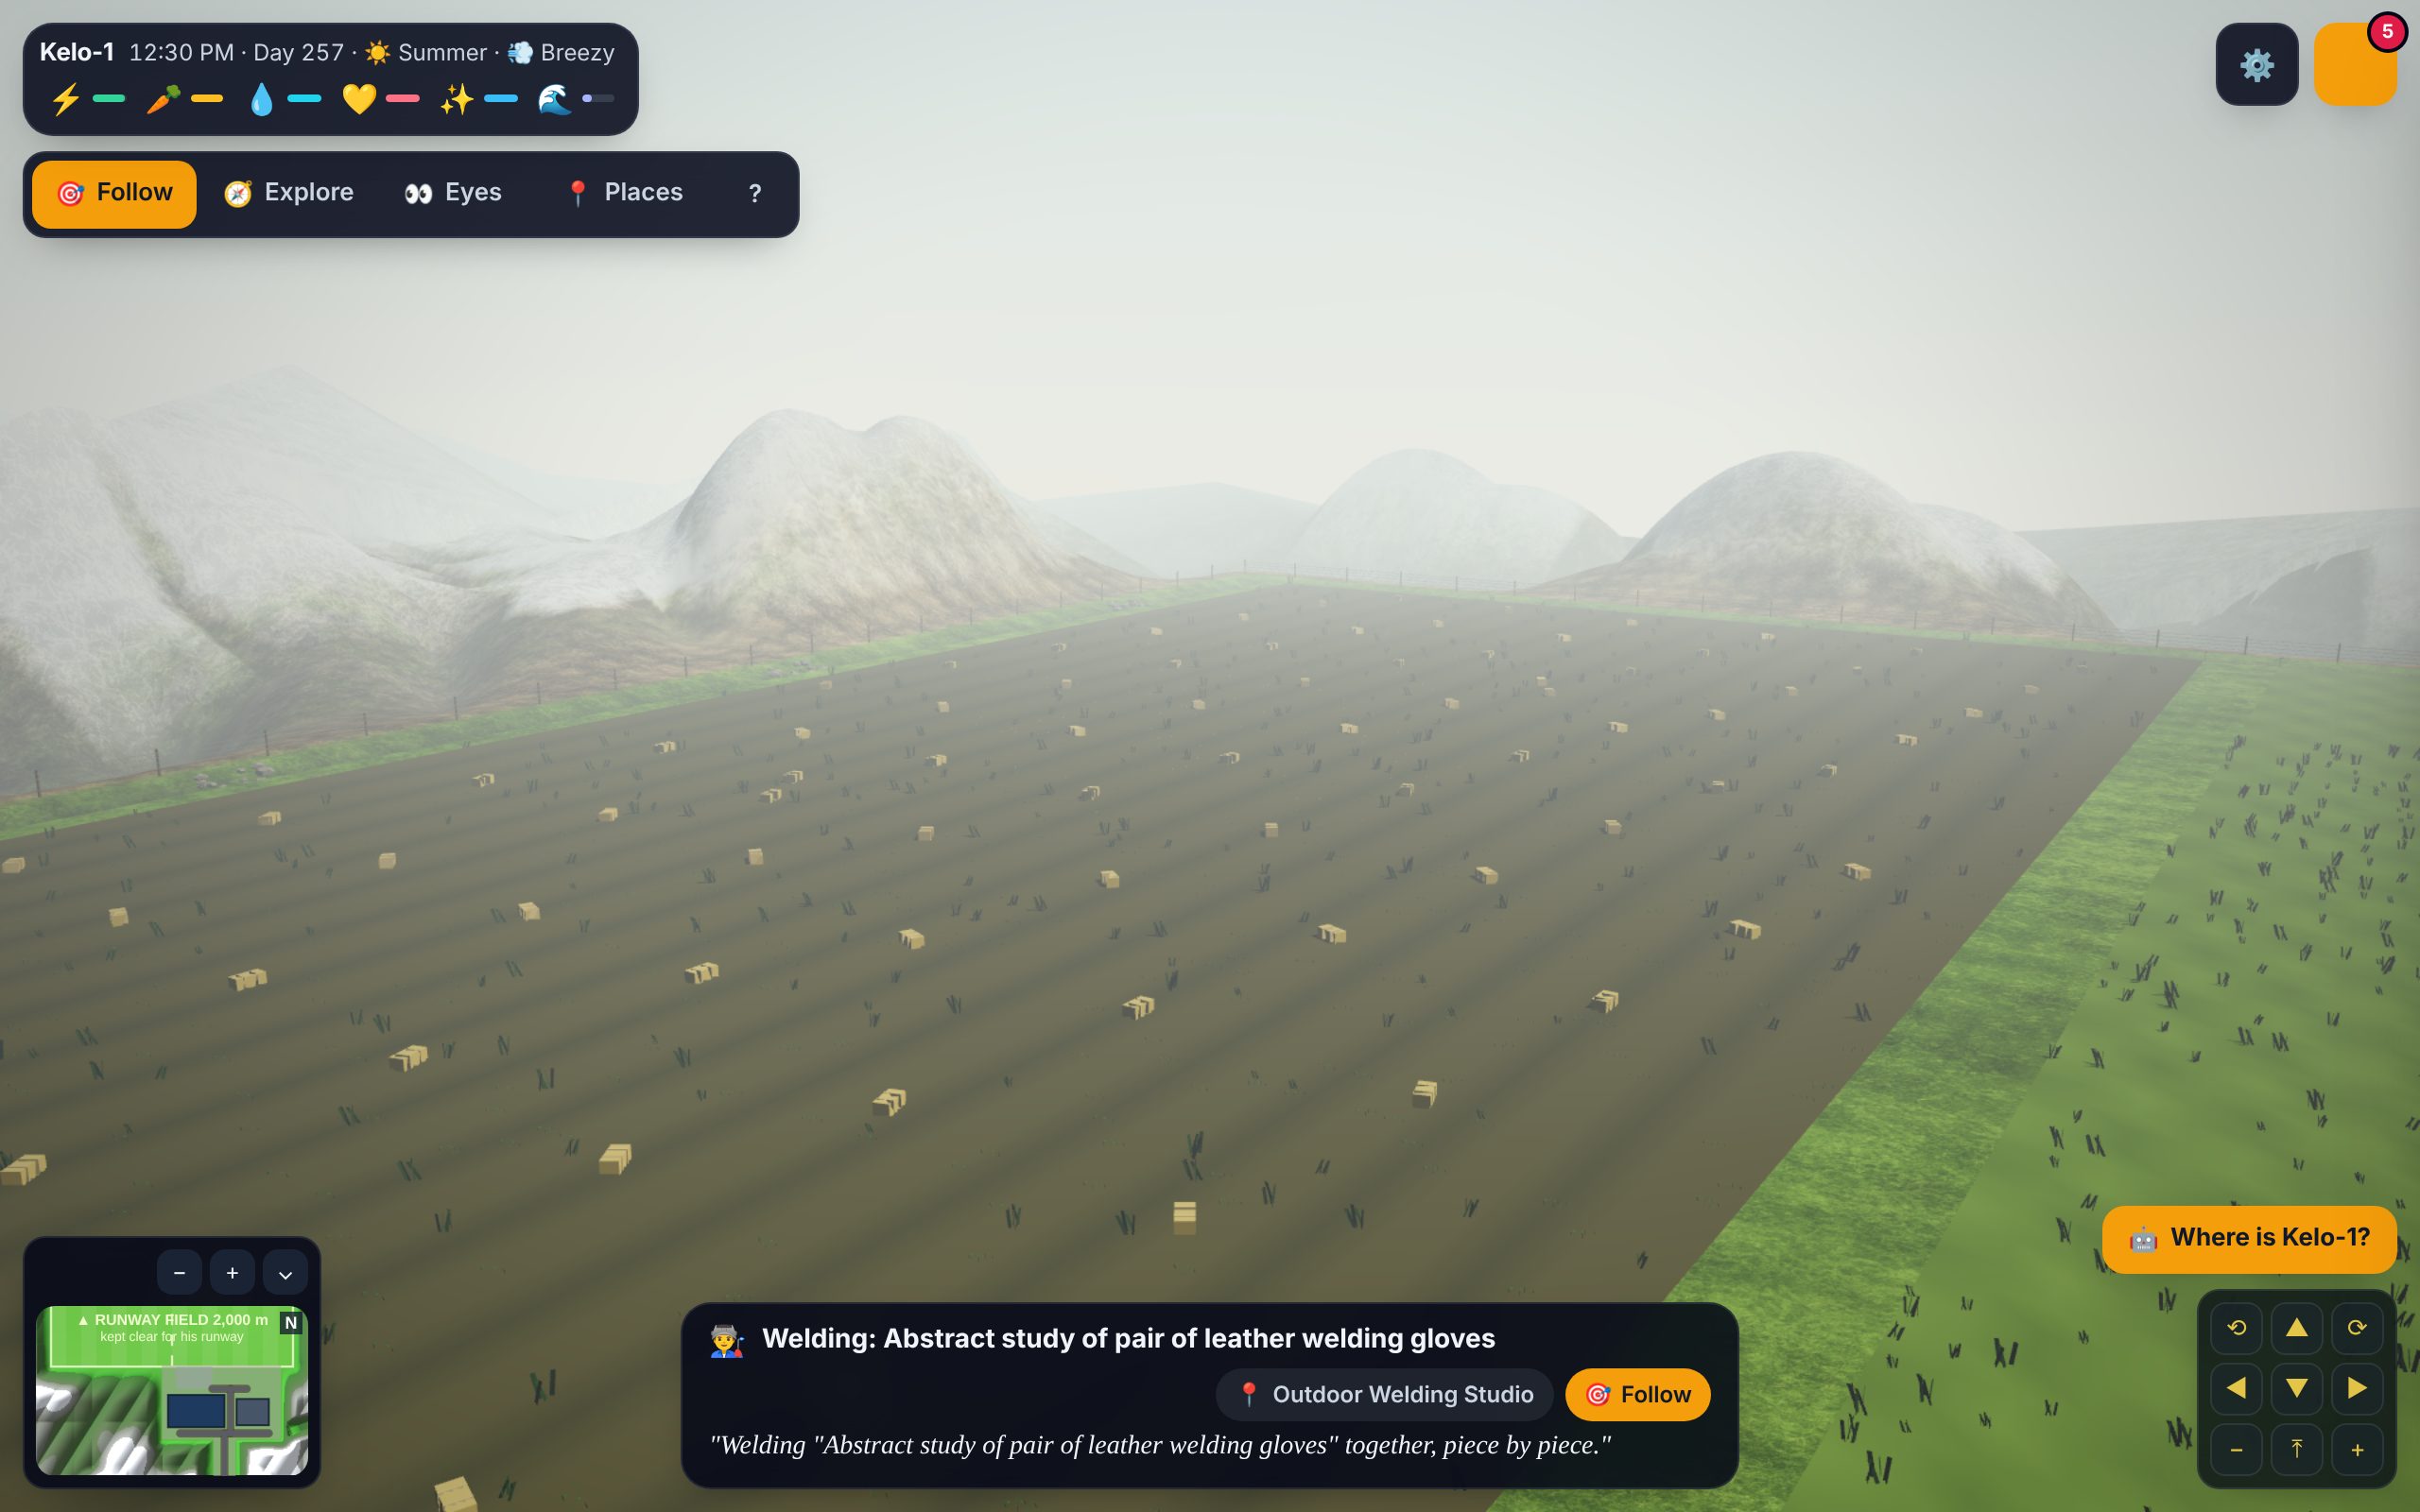 Kelo-1 12:30 PM · Day 257 · ☀️ Summer · 💨 Breezy
5
Follow
Explore
Eyes
Places
?
Where is Kelo-1?
− +
▲ RUNWAY FIELD 2,000 m
kept clear for his runway
N
Welding: Abstract study of pair of leather welding gloves
Outdoor Welding Studio
Follow
"Welding "Abstract study of pair of leather welding gloves" together, piece by piece."
− +